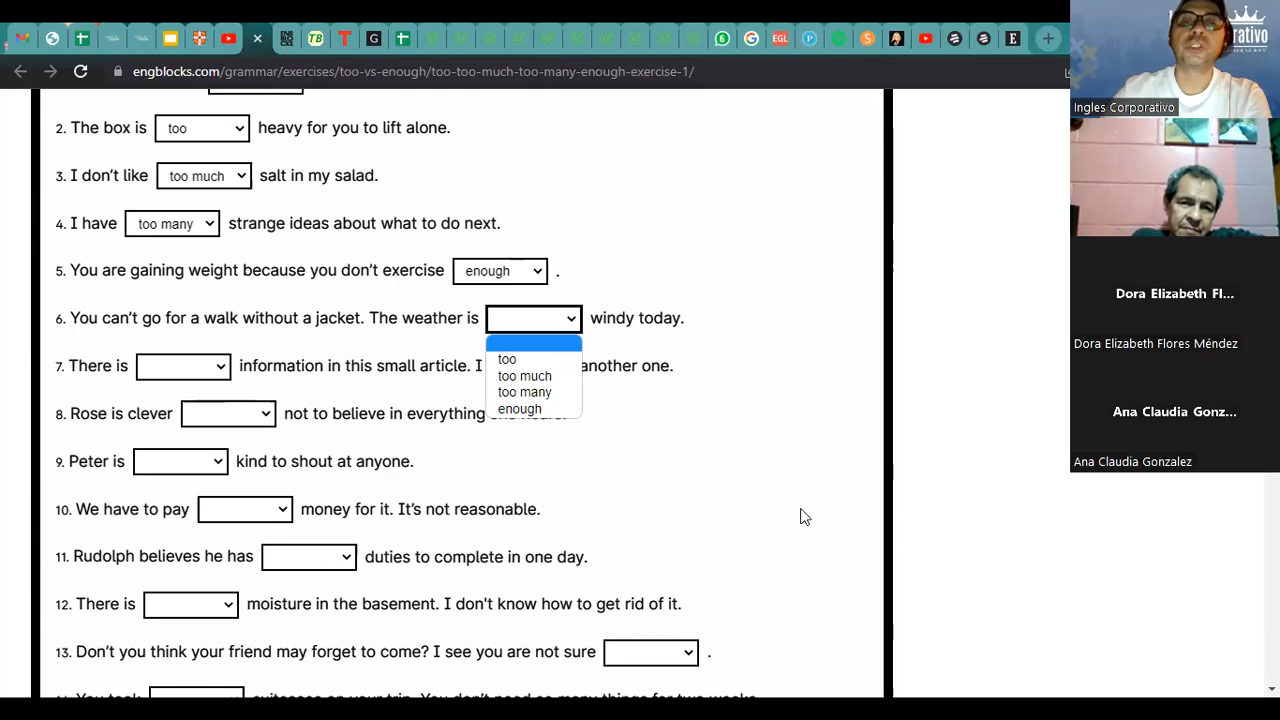 engblocks.com/grammar/exercises/too-vs-enough/too-too-much-too-many-enough-exercise-1/
2. The box is too heavy for you to lift alone.
3. I don't like too much salt in my salad.
4. I have too many strange ideas about what to do next.
5. You are gaining weight because you don't exercise enough .
6. You can't go for a walk without a jacket. The weather is windy today.
too
too much
too many
enough
7. There is information in this small article. I another one.
8. Rose is clever not to believe in everything
9. Peter is kind to shout at anyone.
10. We have to pay money for it. It's not reasonable.
11. Rudolph believes he has duties to complete in one day.
12. There is moisture in the basement. I don't know how to get rid of it.
13. Don't you think your friend may forget to come? I see you are not sure .
Ingles Corporativo
Dora Elizabeth Fl...
Dora Elizabeth Flores Méndez
Ana Claudia Gonz...
Ana Claudia Gonzalez